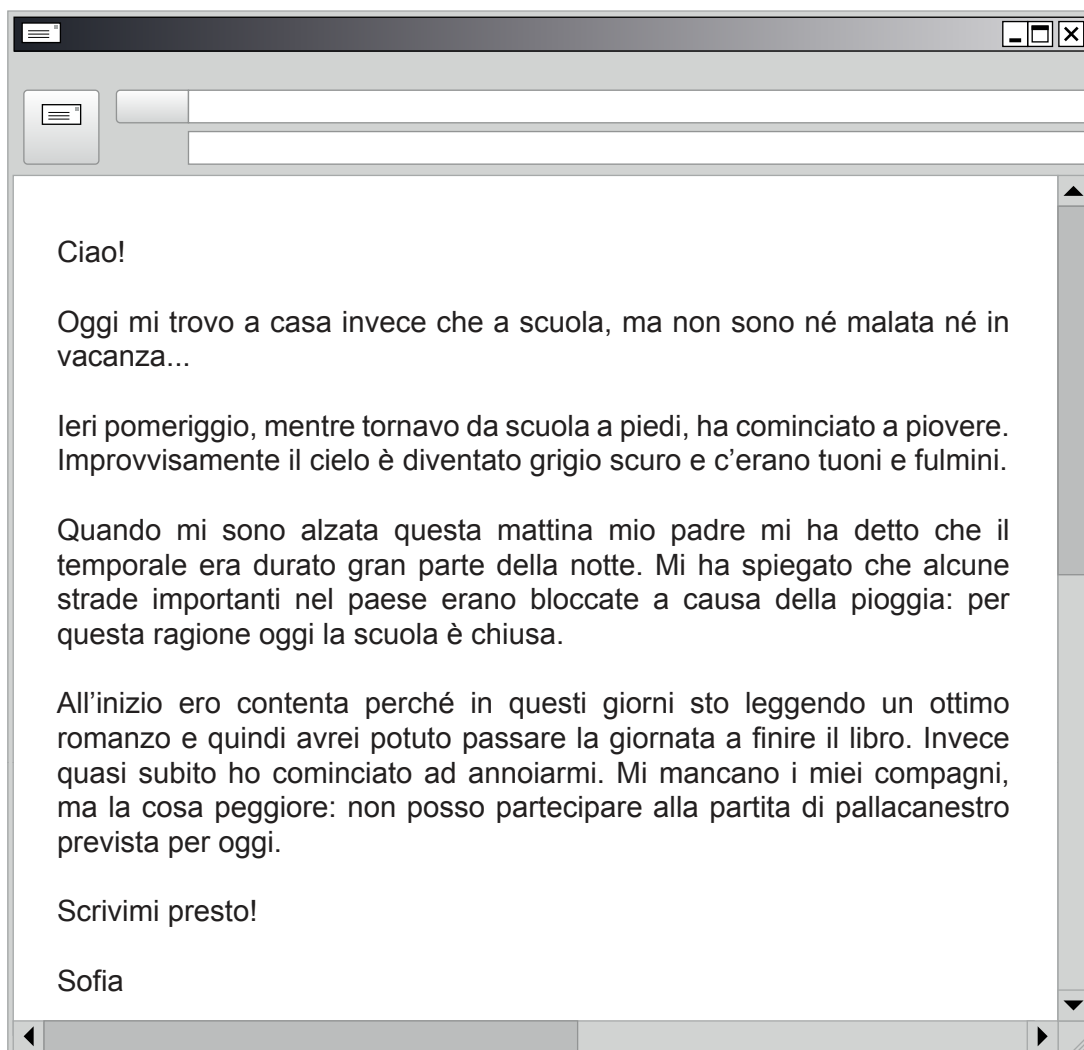 Ciao!
Oggi mi trovo a casa invece che a scuola, ma non sono né malata né in
vacanza...
Ieri pomeriggio, mentre tornavo da scuola a piedi, ha cominciato a piovere.
Improvvisamente il cielo è diventato grigio scuro e c’erano tuoni e fulmini.
Quando mi sono alzata questa mattina mio padre mi ha detto che il
temporale era durato gran parte della notte. Mi ha spiegato che alcune
strade importanti nel paese erano bloccate a causa della pioggia: per
questa ragione oggi la scuola è chiusa.
All’inizio ero contenta perché in questi giorni sto leggendo un ottimo
romanzo e quindi avrei potuto passare la giornata a finire il libro. Invece
quasi subito ho cominciato ad annoiarmi. Mi mancano i miei compagni,
ma la cosa peggiore: non posso partecipare alla partita di pallacanestro
prevista per oggi.
Scrivimi presto!
Sofia